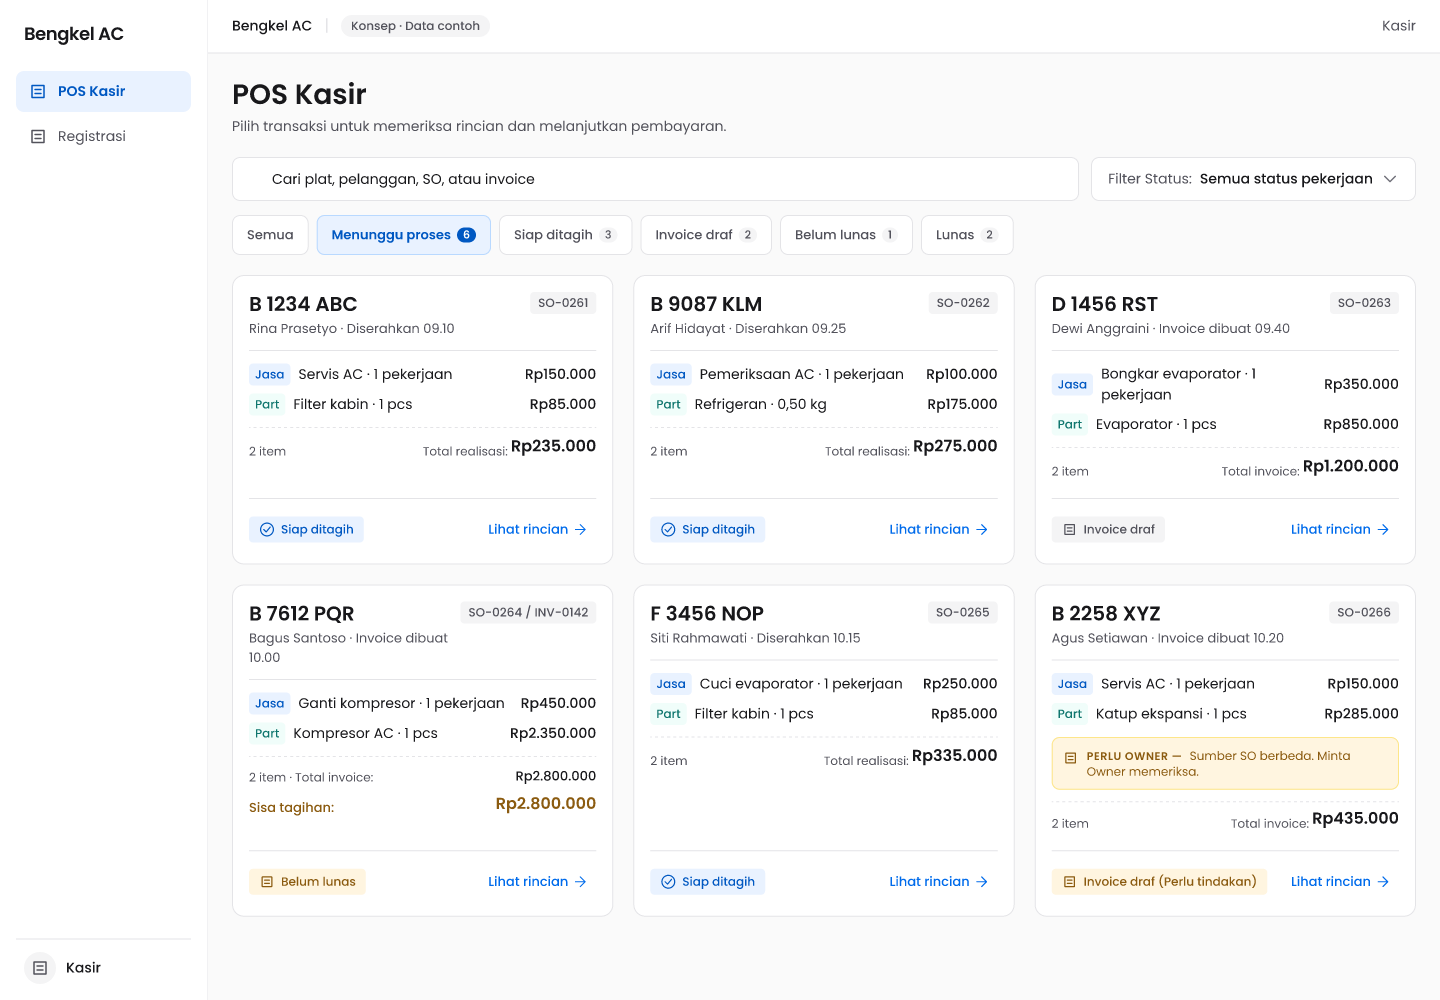 Bengkel AC
POS Kasir
Registrasi
Kasir
Bengkel AC
Konsep · Data contoh
Kasir
POS Kasir
Pilih transaksi untuk memeriksa rincian dan melanjutkan pembayaran.
Cari plat, pelanggan, SO, atau invoice
Filter Status: Semua status pekerjaan
Semua
Menunggu proses 6
Siap ditagih 3
Invoice draf 2
Belum lunas 1
Lunas 2
B 1234 ABC
SO-0261
Rina Prasetyo · Diserahkan 09.10
Jasa Servis AC · 1 pekerjaan Rp150.000
Part Filter kabin · 1 pcs Rp85.000
2 item Total realisasi: Rp235.000
Siap ditagih
Lihat rincian →
B 9087 KLM
SO-0262
Arif Hidayat · Diserahkan 09.25
Jasa Pemeriksaan AC · 1 pekerjaan Rp100.000
Part Refrigeran · 0,50 kg Rp175.000
2 item Total realisasi: Rp275.000
Siap ditagih
Lihat rincian →
D 1456 RST
SO-0263
Dewi Anggraini · Invoice dibuat 09.40
Jasa Bongkar evaporator · 1
pekerjaan Rp350.000
Part Evaporator · 1 pcs Rp850.000
2 item Total invoice: Rp1.200.000
Invoice draf
Lihat rincian →
B 7612 PQR
SO-0264 / INV-0142
Bagus Santoso · Invoice dibuat
10.00
Jasa Ganti kompresor · 1 pekerjaan Rp450.000
Part Kompresor AC · 1 pcs Rp2.350.000
2 item · Total invoice: Rp2.800.000
Sisa tagihan: Rp2.800.000
Belum lunas
Lihat rincian →
F 3456 NOP
SO-0265
Siti Rahmawati · Diserahkan 10.15
Jasa Cuci evaporator · 1 pekerjaan Rp250.000
Part Filter kabin · 1 pcs Rp85.000
2 item Total realisasi: Rp335.000
Siap ditagih
Lihat rincian →
B 2258 XYZ
SO-0266
Agus Setiawan · Invoice dibuat 10.20
Jasa Servis AC · 1 pekerjaan Rp150.000
Part Katup ekspansi · 1 pcs Rp285.000
PERLU OWNER — Sumber SO berbeda. Minta
Owner memeriksa.
2 item Total invoice: Rp435.000
Invoice draf (Perlu tindakan)
Lihat rincian →